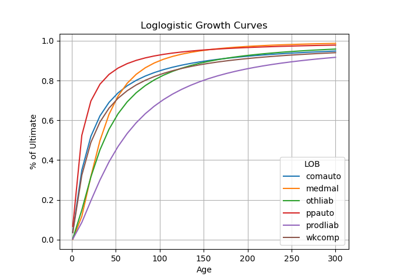 Loglogistic Growth Curves
% of Ultimate
1.0
0.8
0.6
0.4
0.2
0.0
LOB
comauto
medmal
othliab
ppauto
prodliab
wkcomp
0 50 100 150 200 250 300
Age